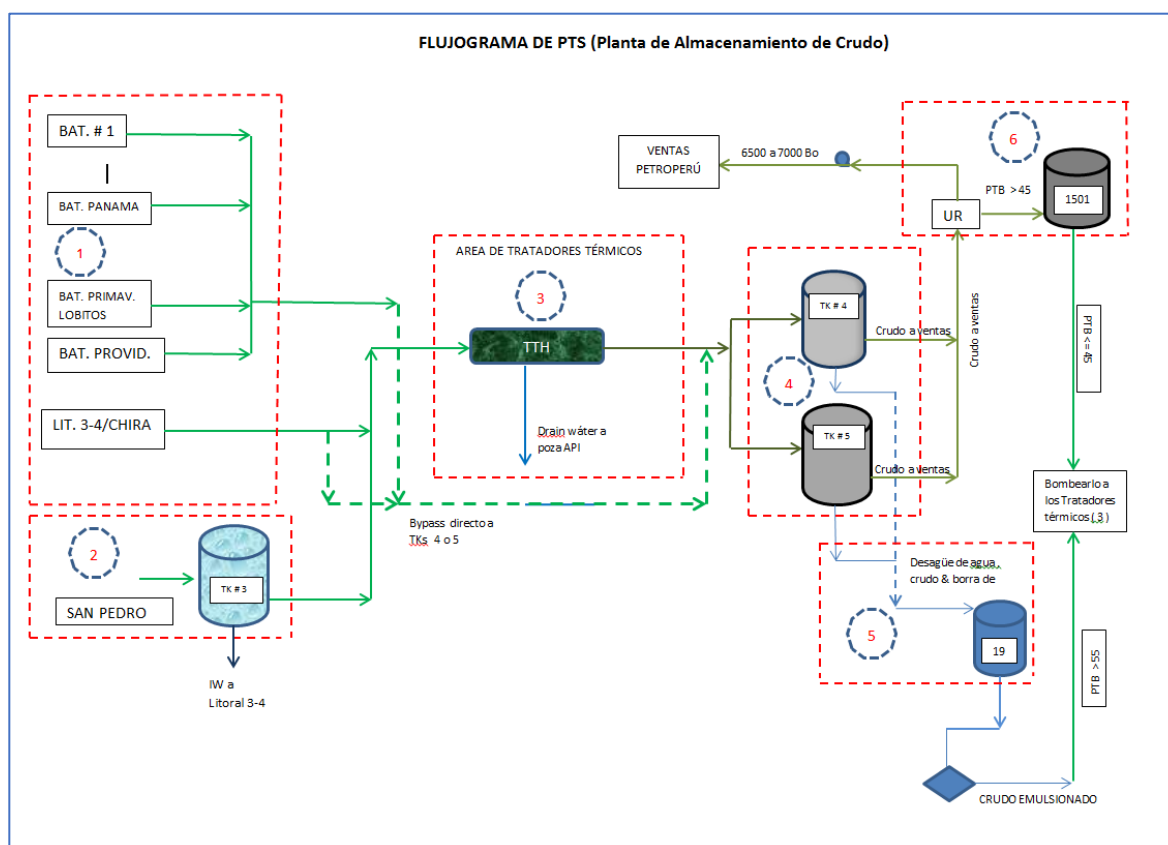 FLUJOGRAMA DE PTS (Planta de Almacenamiento de Crudo)
BAT. # 1
BAT. PANAMA
1
BAT. PRIMAV.
LOBITOS
BAT. PROVID.
LIT. 3-4/CHIRA
2
SAN PEDRO
TK # 3
IW a
Litoral 3-4
AREA DE TRATADORES TÉRMICOS
3
TTH
Drain wáter a
poza API
Bypass directo a
TKs 4 o 5
VENTAS
PETROPERÚ
6500 a 7000 Bo
UR
PTB >45
6
1501
TK # 4
Crudo a ventas
4
TK # 5
Crudo a ventas
Crudo a ventas
PTB <= 45
Bombearlo a
los Tratadores
térmicos ( 3 )
Desagüe de agua,
crudo & borra de
5
19
PTB >55
CRUDO EMULSIONADO